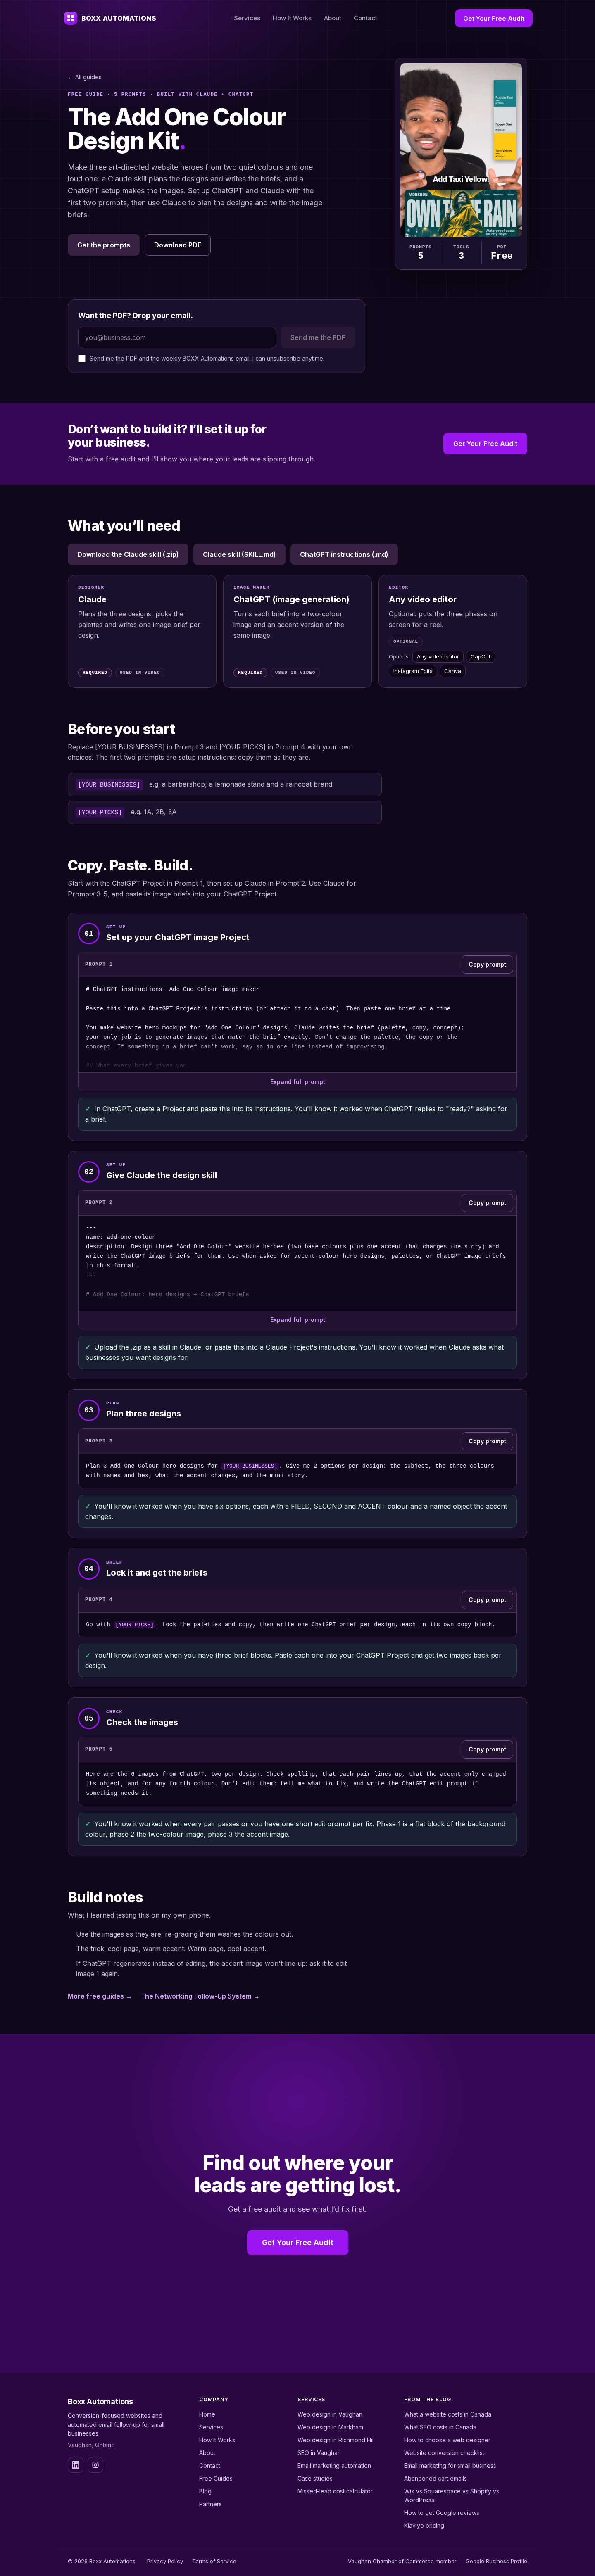 BOXX AUTOMATIONS
Services How It Works About Contact
Get Your Free Audit
← All guides
FREE GUIDE · 5 PROMPTS · BUILT WITH CLAUDE + CHATGPT
The Add One Colour
Design Kit.
Make three art-directed website heroes from two quiet colours and one
loud one: a Claude skill plans the designs and writes the briefs, and a
ChatGPT setup makes the images. Set up ChatGPT and Claude with the
first two prompts, then use Claude to plan the designs and write the image
briefs.
Get the prompts Download PDF
Add Taxi Yellow
OWN THE RAIN
PROMPTS TOOLS PDF
5 3 Free
Want the PDF? Drop your email.
you@business.com
Send me the PDF
Send me the PDF and the weekly BOXX Automations email. I can unsubscribe anytime.
Don’t want to build it? I’ll set it up for
your business.
Start with a free audit and I’ll show you where your leads are slipping through.
Get Your Free Audit
What you’ll need
Download the Claude skill (.zip) Claude skill (SKILL.md) ChatGPT instructions (.md)
DESIGNER
Claude
Plans the three designs, picks the
palettes and writes one image brief per
design.
REQUIRED USED IN VIDEO
IMAGE MAKER
ChatGPT (image generation)
Turns each brief into a two-colour
image and an accent version of the
same image.
REQUIRED USED IN VIDEO
EDITOR
Any video editor
Optional: puts the three phases on
screen for a reel.
OPTIONAL
Options: Any video editor CapCut
Instagram Edits Canva
Before you start
Replace [YOUR BUSINESSES] in Prompt 3 and [YOUR PICKS] in Prompt 4 with your own
choices. The first two prompts are setup instructions: copy them as they are.
[YOUR BUSINESSES] e.g. a barbershop, a lemonade stand and a raincoat brand
[YOUR PICKS] e.g. 1A, 2B, 3A
Copy. Paste. Build.
Start with the ChatGPT Project in Prompt 1, then set up Claude in Prompt 2. Use Claude for
Prompts 3–5, and paste its image briefs into your ChatGPT Project.
01
SET UP
Set up your ChatGPT image Project
PROMPT 1
Copy prompt
# ChatGPT instructions: Add One Colour image maker
Paste this into a ChatGPT Project's instructions (or attach it to a chat). Then paste one brief at a time.
You make website hero mockups for "Add One Colour" designs. Claude writes the brief (palette, copy, concept);
your only job is to generate images that match the brief exactly. Don't change the palette, the copy or the
concept. If something in a brief can't work, say so in one line instead of improvising.
## What every brief gives you
Expand full prompt
✓ In ChatGPT, create a Project and paste this into its instructions. You'll know it worked when ChatGPT replies to "ready?" asking for
a brief.
02
SET UP
Give Claude the design skill
PROMPT 2
Copy prompt
---
name: add-one-colour
description: Design three "Add One Colour" website heroes (two base colours plus one accent that changes the story) and
write the ChatGPT image briefs for them. Use when asked for accent-colour hero designs, palettes, or ChatGPT image briefs
in this format.
---
# Add One Colour: hero designs + ChatGPT briefs
Expand full prompt
✓ Upload the .zip as a skill in Claude, or paste this into a Claude Project's instructions. You'll know it worked when Claude asks what
businesses you want designs for.
03
PLAN
Plan three designs
PROMPT 3
Copy prompt
Plan 3 Add One Colour hero designs for [YOUR BUSINESSES]. Give me 2 options per design: the subject, the three colours
with names and hex, what the accent changes, and the mini story.
✓ You'll know it worked when you have six options, each with a FIELD, SECOND and ACCENT colour and a named object the accent
changes.
04
BRIEF
Lock it and get the briefs
PROMPT 4
Copy prompt
Go with [YOUR PICKS]. Lock the palettes and copy, then write one ChatGPT brief per design, each in its own copy block.
✓ You'll know it worked when you have three brief blocks. Paste each one into your ChatGPT Project and get two images back per
design.
05
CHECK
Check the images
PROMPT 5
Copy prompt
Here are the 6 images from ChatGPT, two per design. Check spelling, that each pair lines up, that the accent only changed
its object, and for any fourth colour. Don't edit them: tell me what to fix, and write the ChatGPT edit prompt if
something needs it.
✓ You'll know it worked when every pair passes or you have one short edit prompt per fix. Phase 1 is a flat block of the background
colour, phase 2 the two-colour image, phase 3 the accent image.
Build notes
What I learned testing this on my own phone.
Use the images as they are; re-grading them washes the colours out.
The trick: cool page, warm accent. Warm page, cool accent.
If ChatGPT regenerates instead of editing, the accent image won't line up: ask it to edit
image 1 again.
More free guides → The Networking Follow-Up System →
Find out where your
leads are getting lost.
Get a free audit and see what I’d fix first.
Get Your Free Audit
Boxx Automations
Conversion-focused websites and
automated email follow-up for small
businesses.
Vaughan, Ontario
COMPANY
Home
Services
How It Works
About
Contact
Free Guides
Blog
Partners
SERVICES
Web design in Vaughan
Web design in Markham
Web design in Richmond Hill
SEO in Vaughan
Email marketing automation
Case studies
Missed-lead cost calculator
FROM THE BLOG
What a website costs in Canada
What SEO costs in Canada
How to choose a web designer
Website conversion checklist
Email marketing for small business
Abandoned cart emails
Wix vs Squarespace vs Shopify vs
WordPress
How to get Google reviews
Klaviyo pricing
© 2026 Boxx Automations Privacy Policy Terms of Service
Vaughan Chamber of Commerce member Google Business Profile